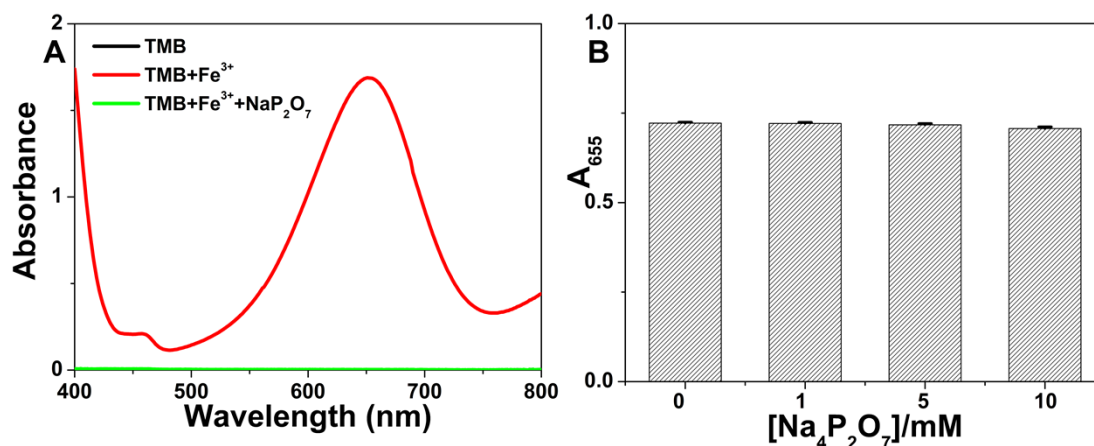 A
TMB
TMB+Fe³⁺
TMB+Fe³⁺+NaP₂O₇
Absorbance
2
1
0
400 500 600 700 800
Wavelength (nm)
B
A₆₅₅
1.0
0.5
0.0
0 1 5 10
[Na₄P₂O₇]/mM